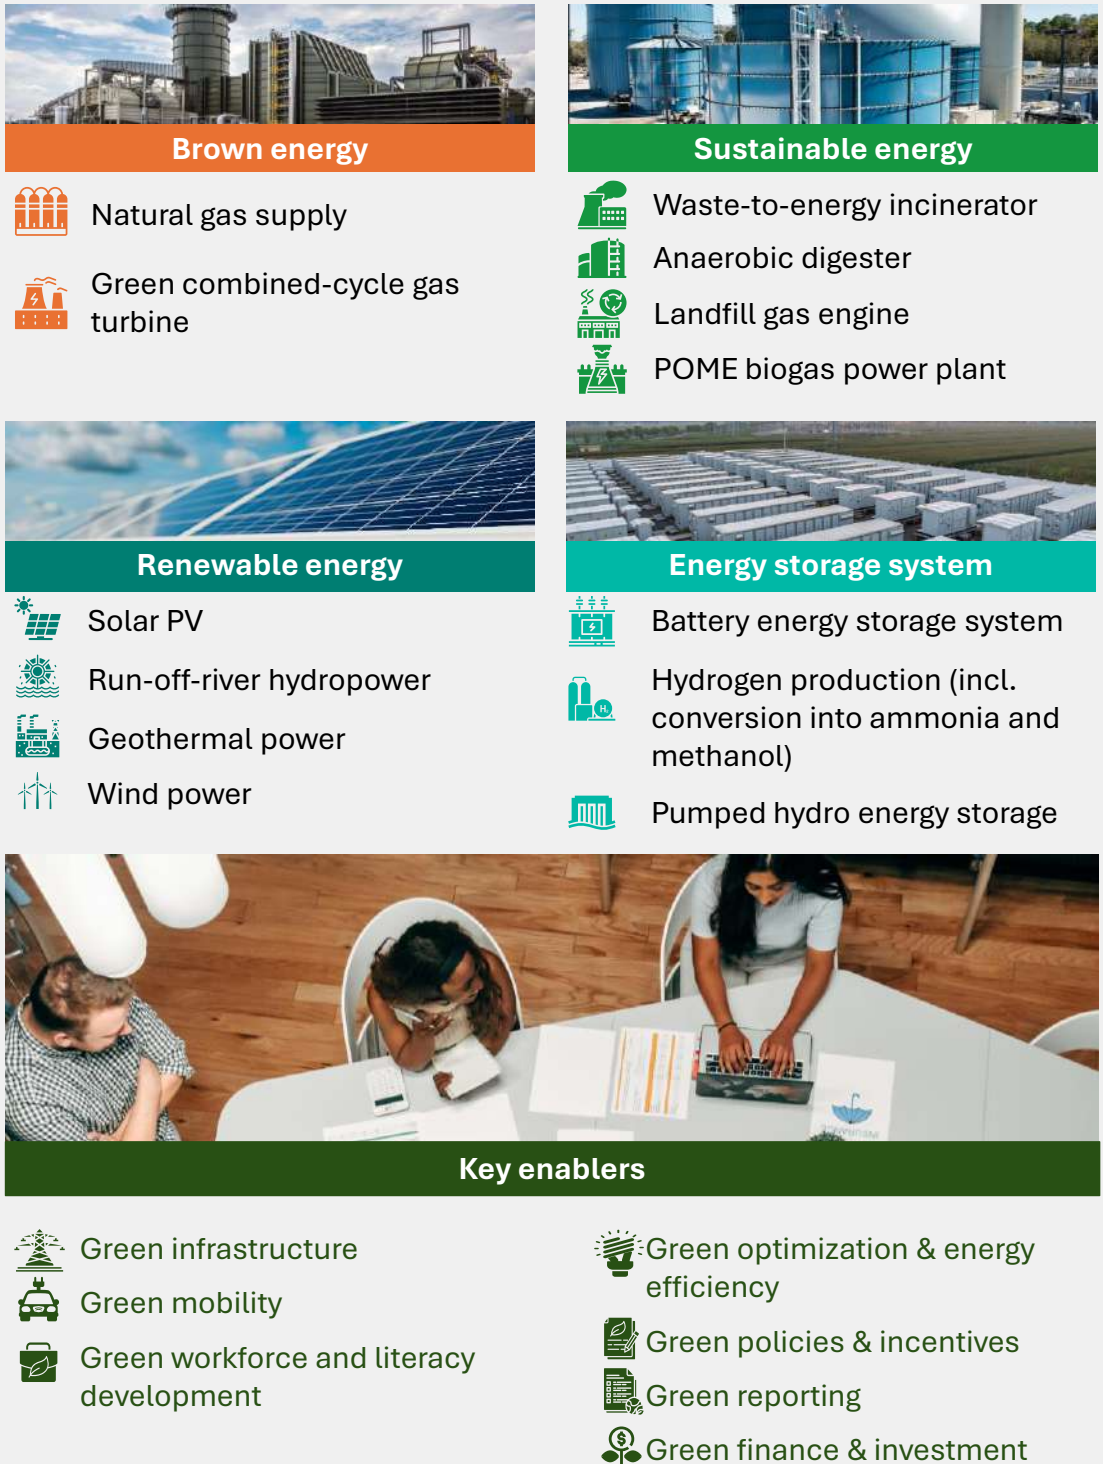 Brown energy
Natural gas supply
Green combined-cycle gas
turbine
Sustainable energy
Waste-to-energy incinerator
Anaerobic digester
Landfill gas engine
POME biogas power plant
Renewable energy
Solar PV
Run-off-river hydropower
Geothermal power
Wind power
Energy storage system
Battery energy storage system
H₂
Hydrogen production (incl.
conversion into ammonia and
methanol)
Pumped hydro energy storage
Key enablers
Green infrastructure
Green mobility
Green workforce and literacy
development
Green optimization & energy
efficiency
Green policies & incentives
Green reporting
$
Green finance & investment